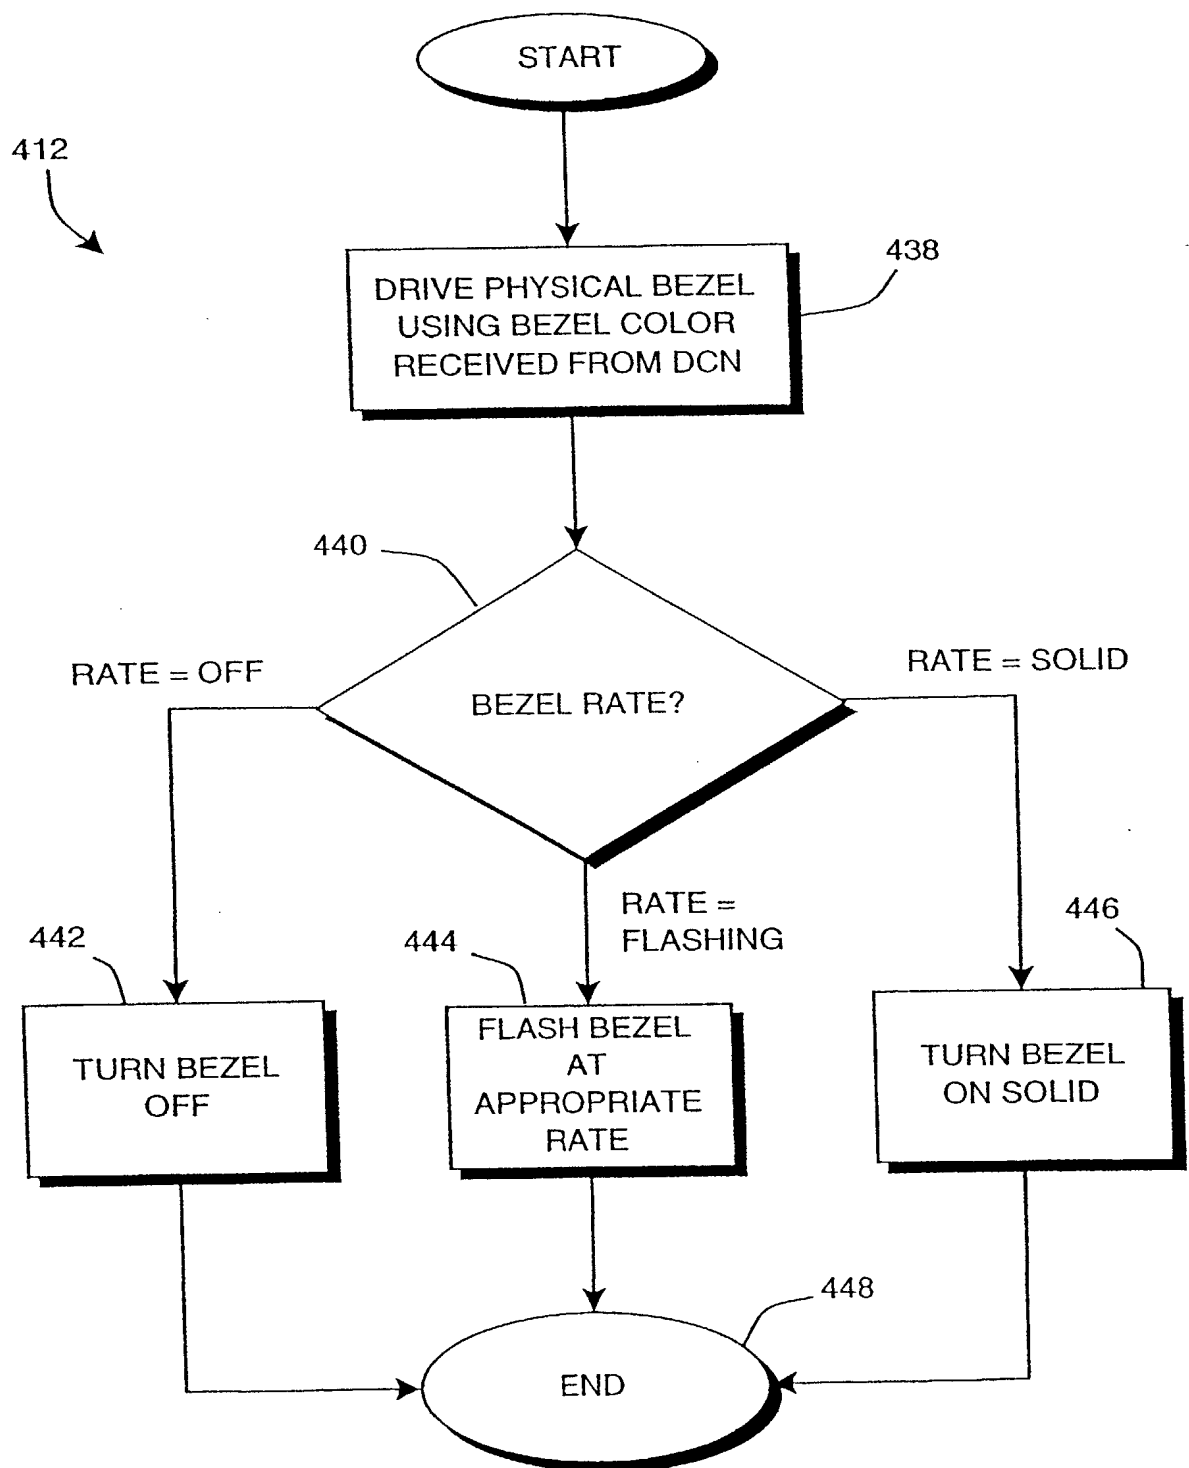 START
412
438
DRIVE PHYSICAL BEZEL
USING BEZEL COLOR
RECEIVED FROM DCN
440
RATE = OFF
RATE = SOLID
BEZEL RATE?
RATE =
FLASHING
442
444
446
TURN BEZEL
OFF
FLASH BEZEL
AT
APPROPRIATE
RATE
TURN BEZEL
ON SOLID
448
END